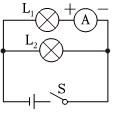 L₁ + A −
L₂
S